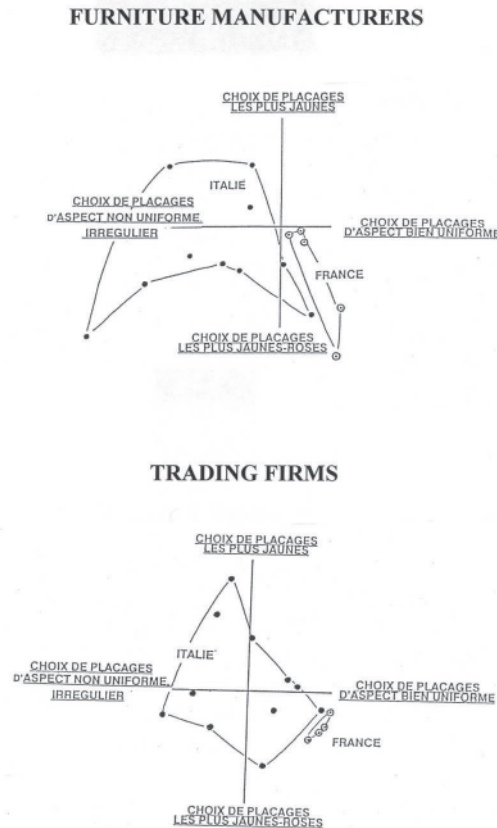 FURNITURE MANUFACTURERS
CHOIX DE PLACAGES
LES PLUS JAUNES
ITALIE
CHOIX DE PLACAGES
D'ASPECT NON UNIFORME
IRREGULIER
CHOIX DE PLACAGES
D'ASPECT BIEN UNIFORME
FRANCE
CHOIX DE PLACAGES
LES PLUS JAUNES-ROSES
TRADING FIRMS
CHOIX DE PLACAGES
LES PLUS JAUNES
ITALIE
CHOIX DE PLACAGES
D'ASPECT NON UNIFORME,
IRREGULIER
CHOIX DE PLACAGES
D'ASPECT BIEN UNIFORME
FRANCE
CHOIX DE PLACAGES
LES PLUS JAUNES-ROSES